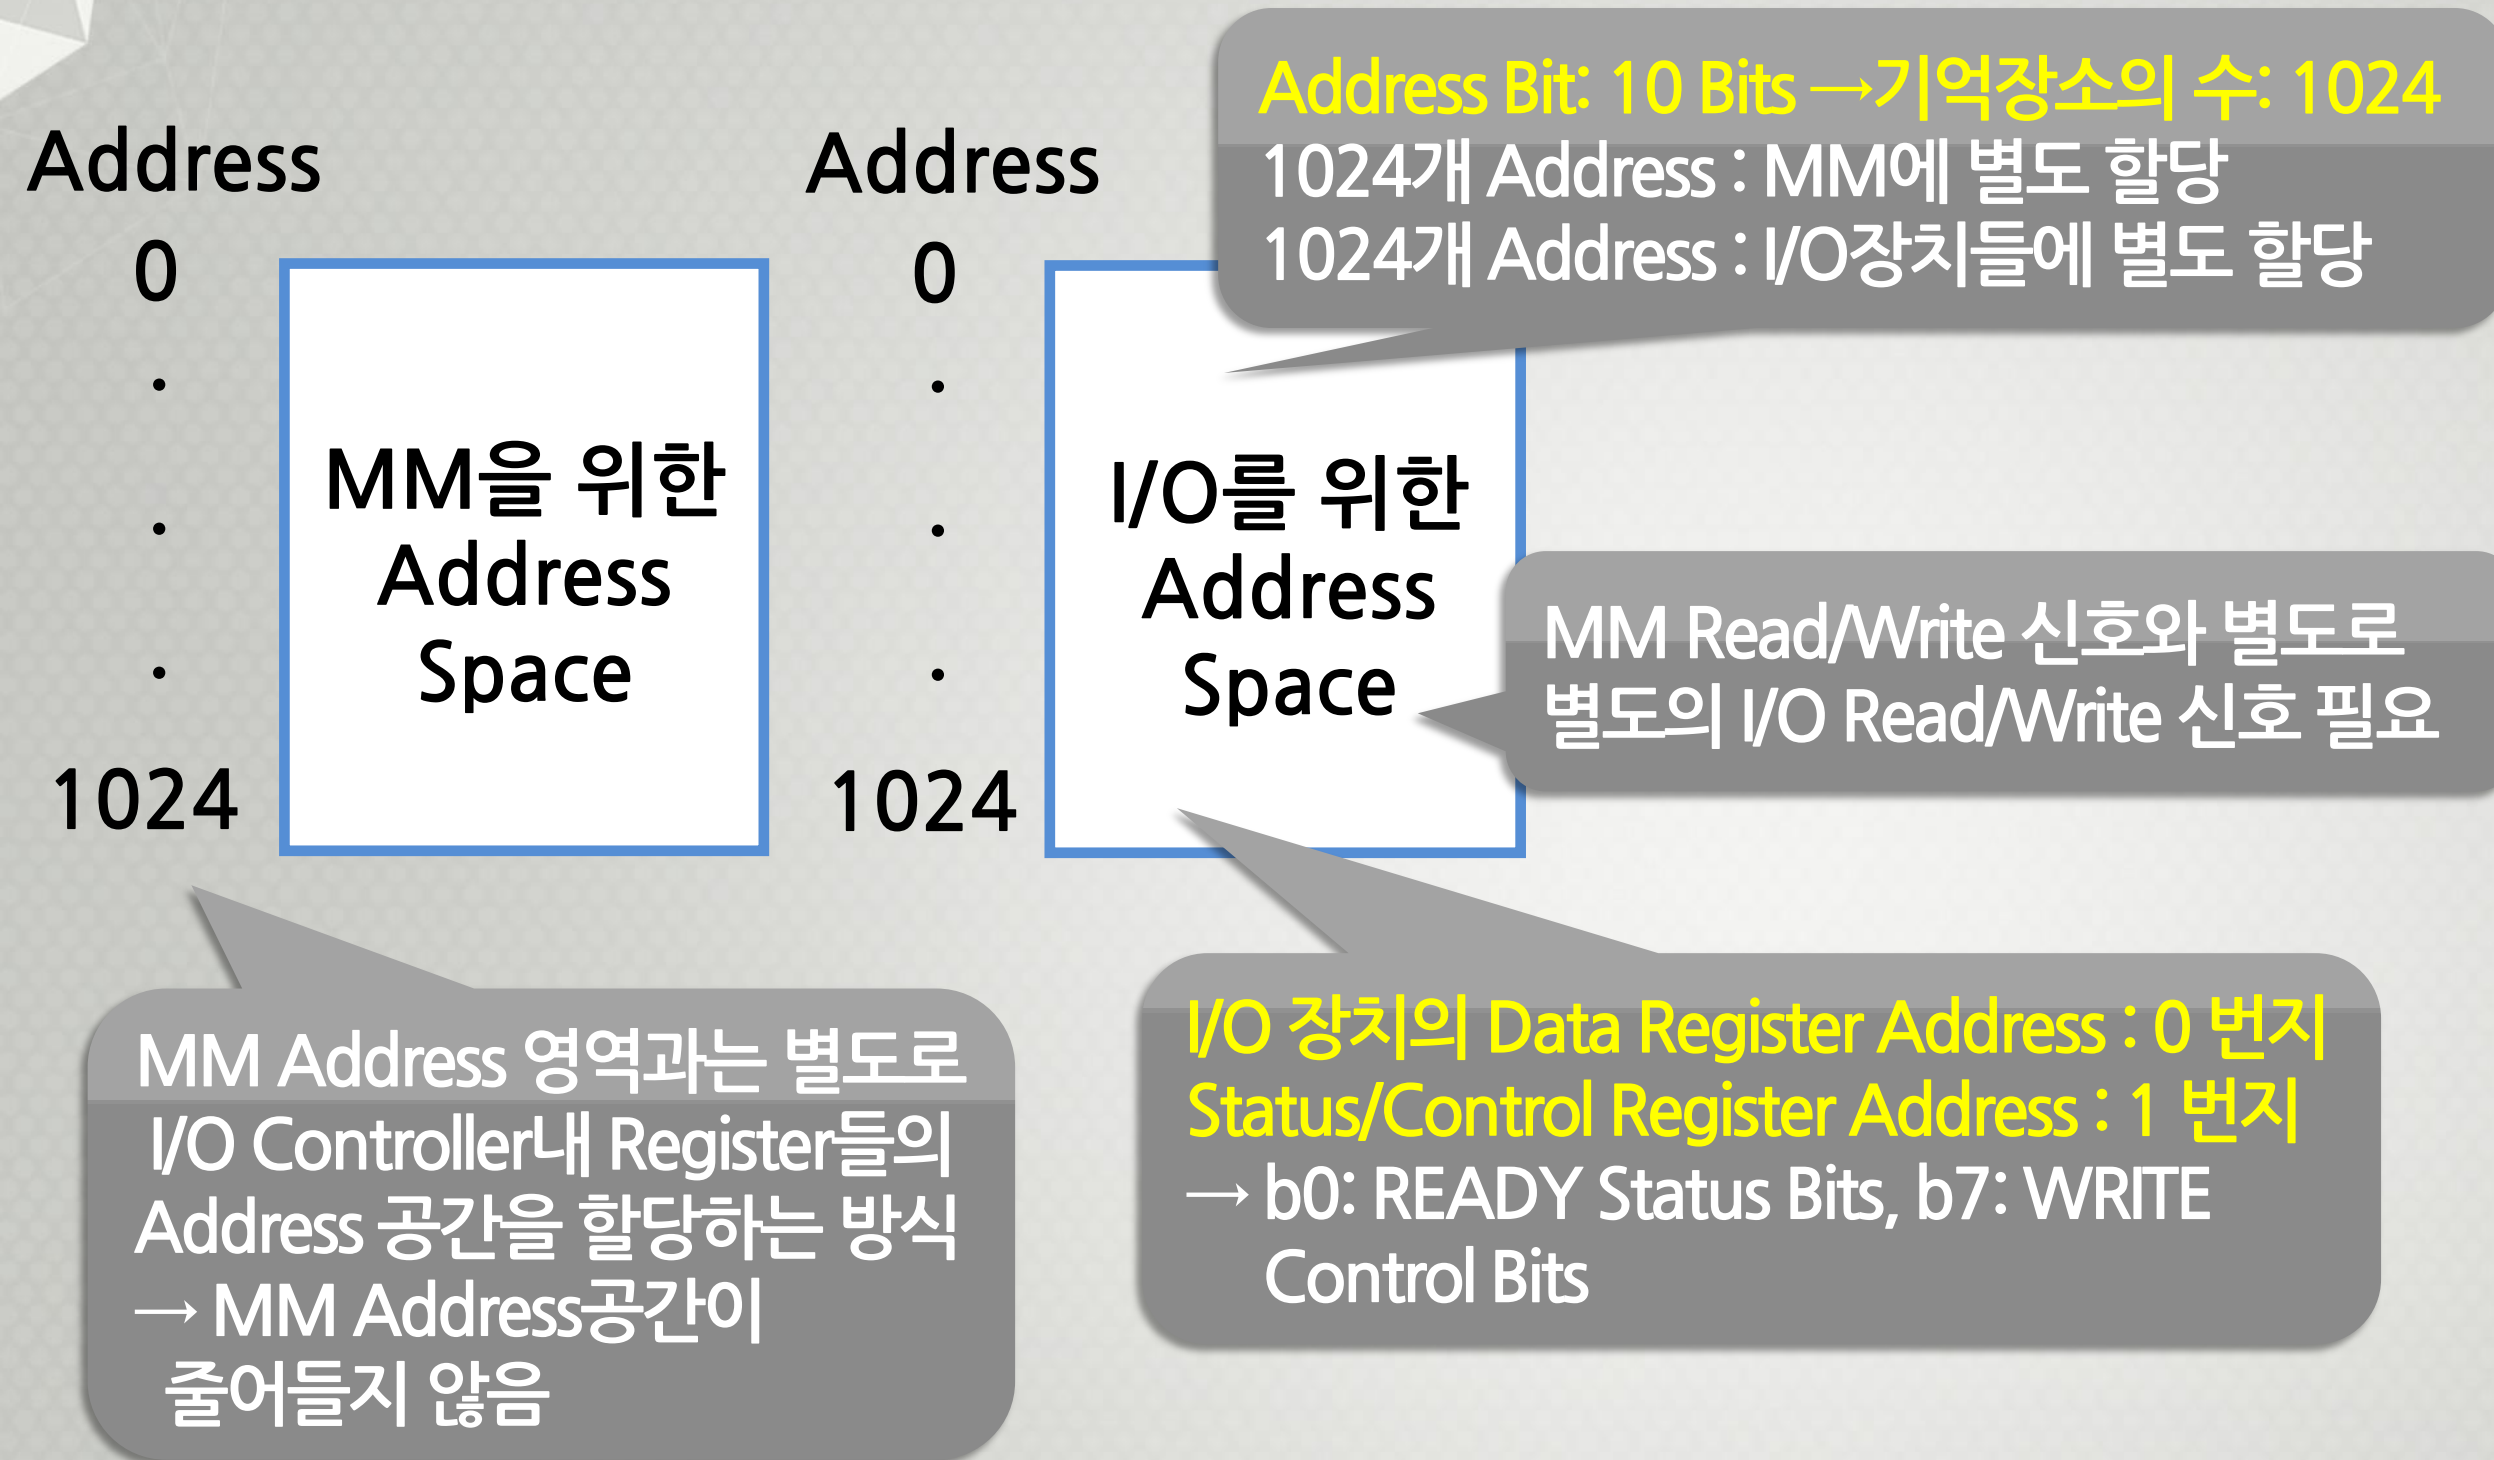 Address Bit: 10 Bits →기억장소의 수: 1024
1024개 Address : MM에 별도 할당
1024개 Address : I/O장치들에 별도 할당
Address
0
.
.
.
1024
MM을 위한
Address
Space
Address
0
.
.
.
1024
I/O를 위한
Address
Space
MM Read/Write 신호와 별도로
별도의 I/O Read/Write 신호 필요
MM Address 영역과는 별도로
I/O Controller내 Register들의
Address 공간을 할당하는 방식
→ MM Address공간이
줄어들지 않음
I/O 장치의 Data Register Address : 0 번지
Status/Control Register Address : 1 번지
→ b0: READY Status Bits, b7: WRITE
Control Bits